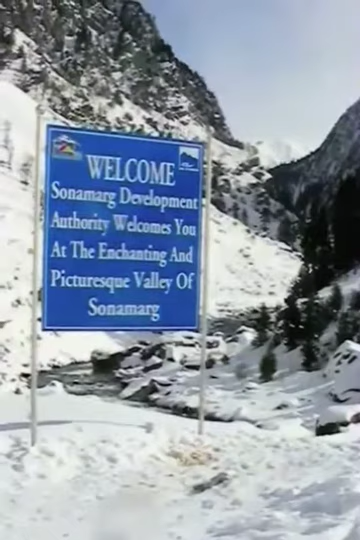 WELCOME
Sonamarg Development
Authority Welcomes You
At The Enchanting And
Picturesque Valley Of
Sonamarg